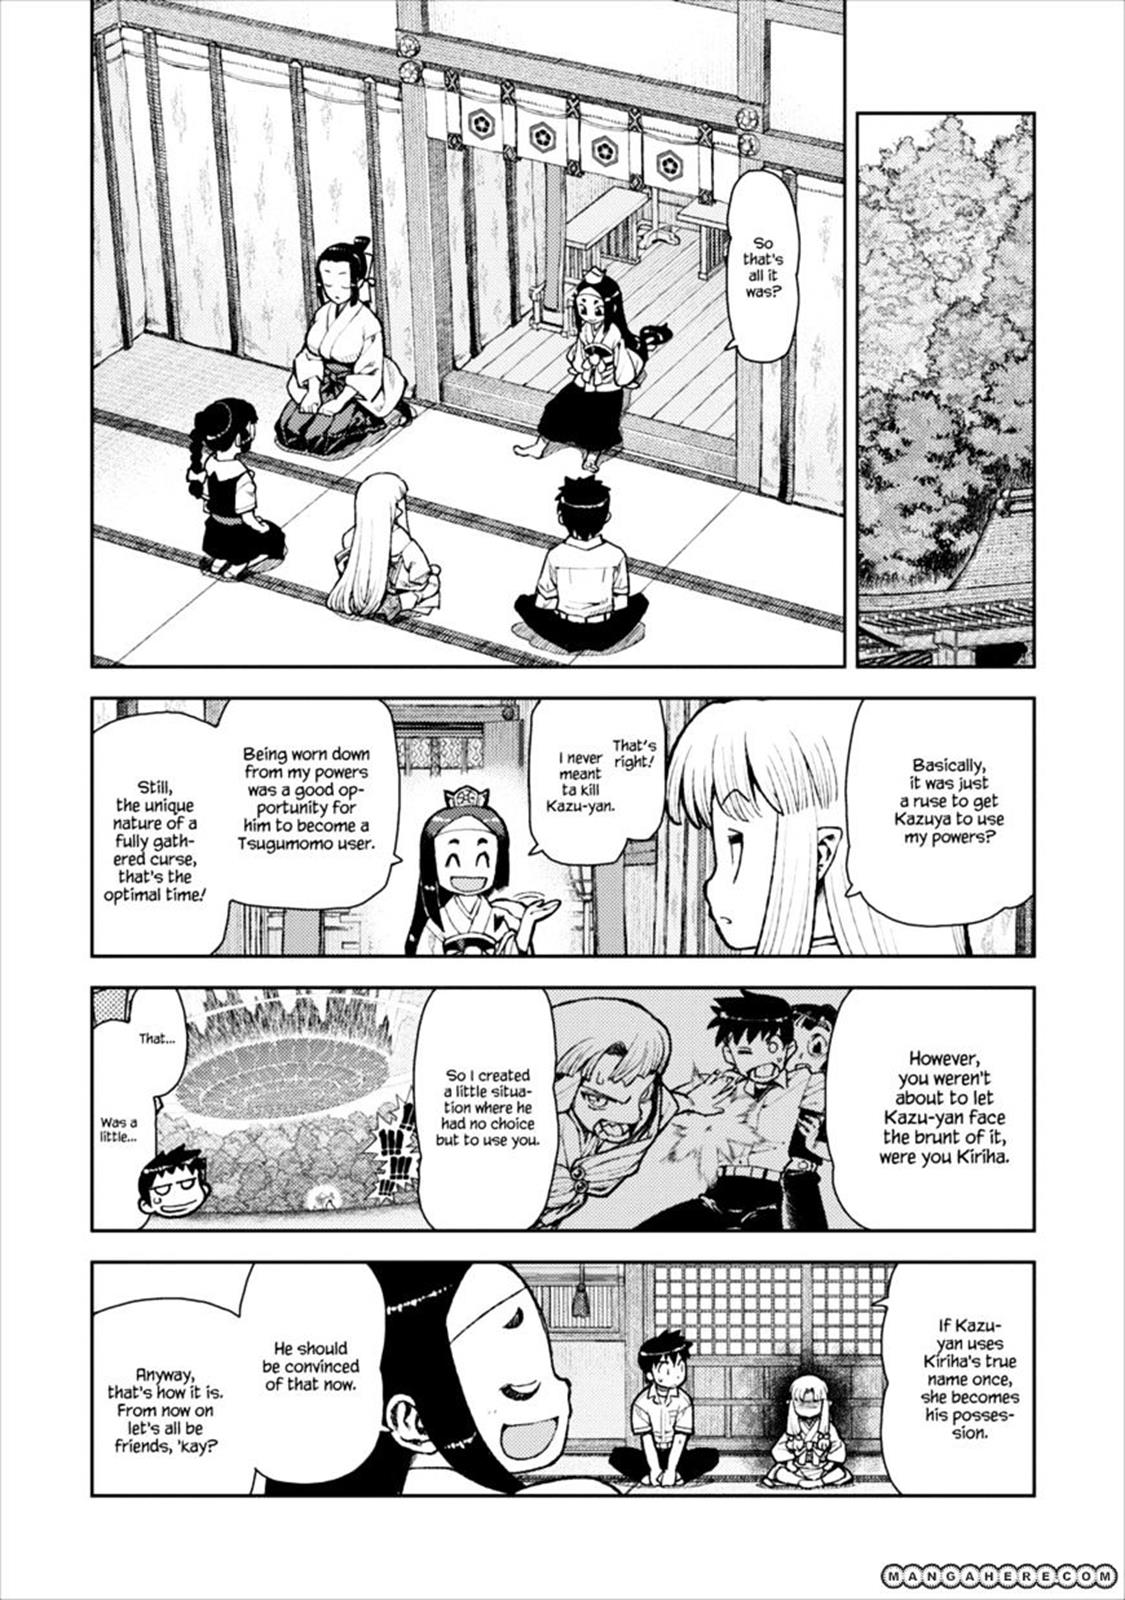 So
that's
all it
was?
Basically,
it was just
a ruse to get
Kazuya to use
my powers?
That's
right!
I never
meant
ta kill
Kazu-yan.
Being worn down
from my powers
was a good op-
portunity for
him to become a
Tsugumomo user.
Still,
the unique
nature of a
fully gath-
ered curse,
that's the
optimal time!
However,
you weren't
about to let
Kazu-yan face
the brunt of it,
were you Kiriha.
So I created
a little situa-
tion where he
had no choice
but to use you.
That...
Was a
little...
If Kazu-
yan uses
Kiriha's true
name once,
she becomes
his posses-
sion.
He should
be convinced
of that now.
Anyway,
that's how it is.
From now on
let's all be
friends, 'kay?
MANGAHERE.COM